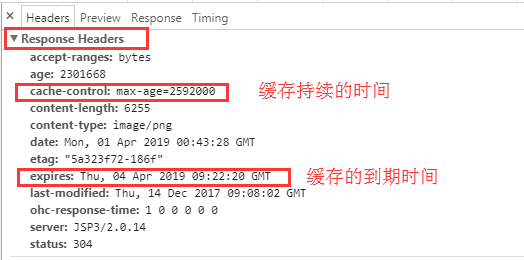 Headers Preview Response Timing
Response Headers
accept-ranges: bytes
age: 2301668
cache-control: max-age=2592000 缓存持续的时间
content-length: 6255
content-type: image/png
date: Mon, 01 Apr 2019 00:43:28 GMT
etag: "5a323f72-186f"
expires: Thu, 04 Apr 2019 09:22:20 GMT 缓存的到期时间
last-modified: Thu, 14 Dec 2017 09:08:02 GMT
ohc-response-time: 1 0 0 0 0 0
server: JSP3/2.0.14
status: 304